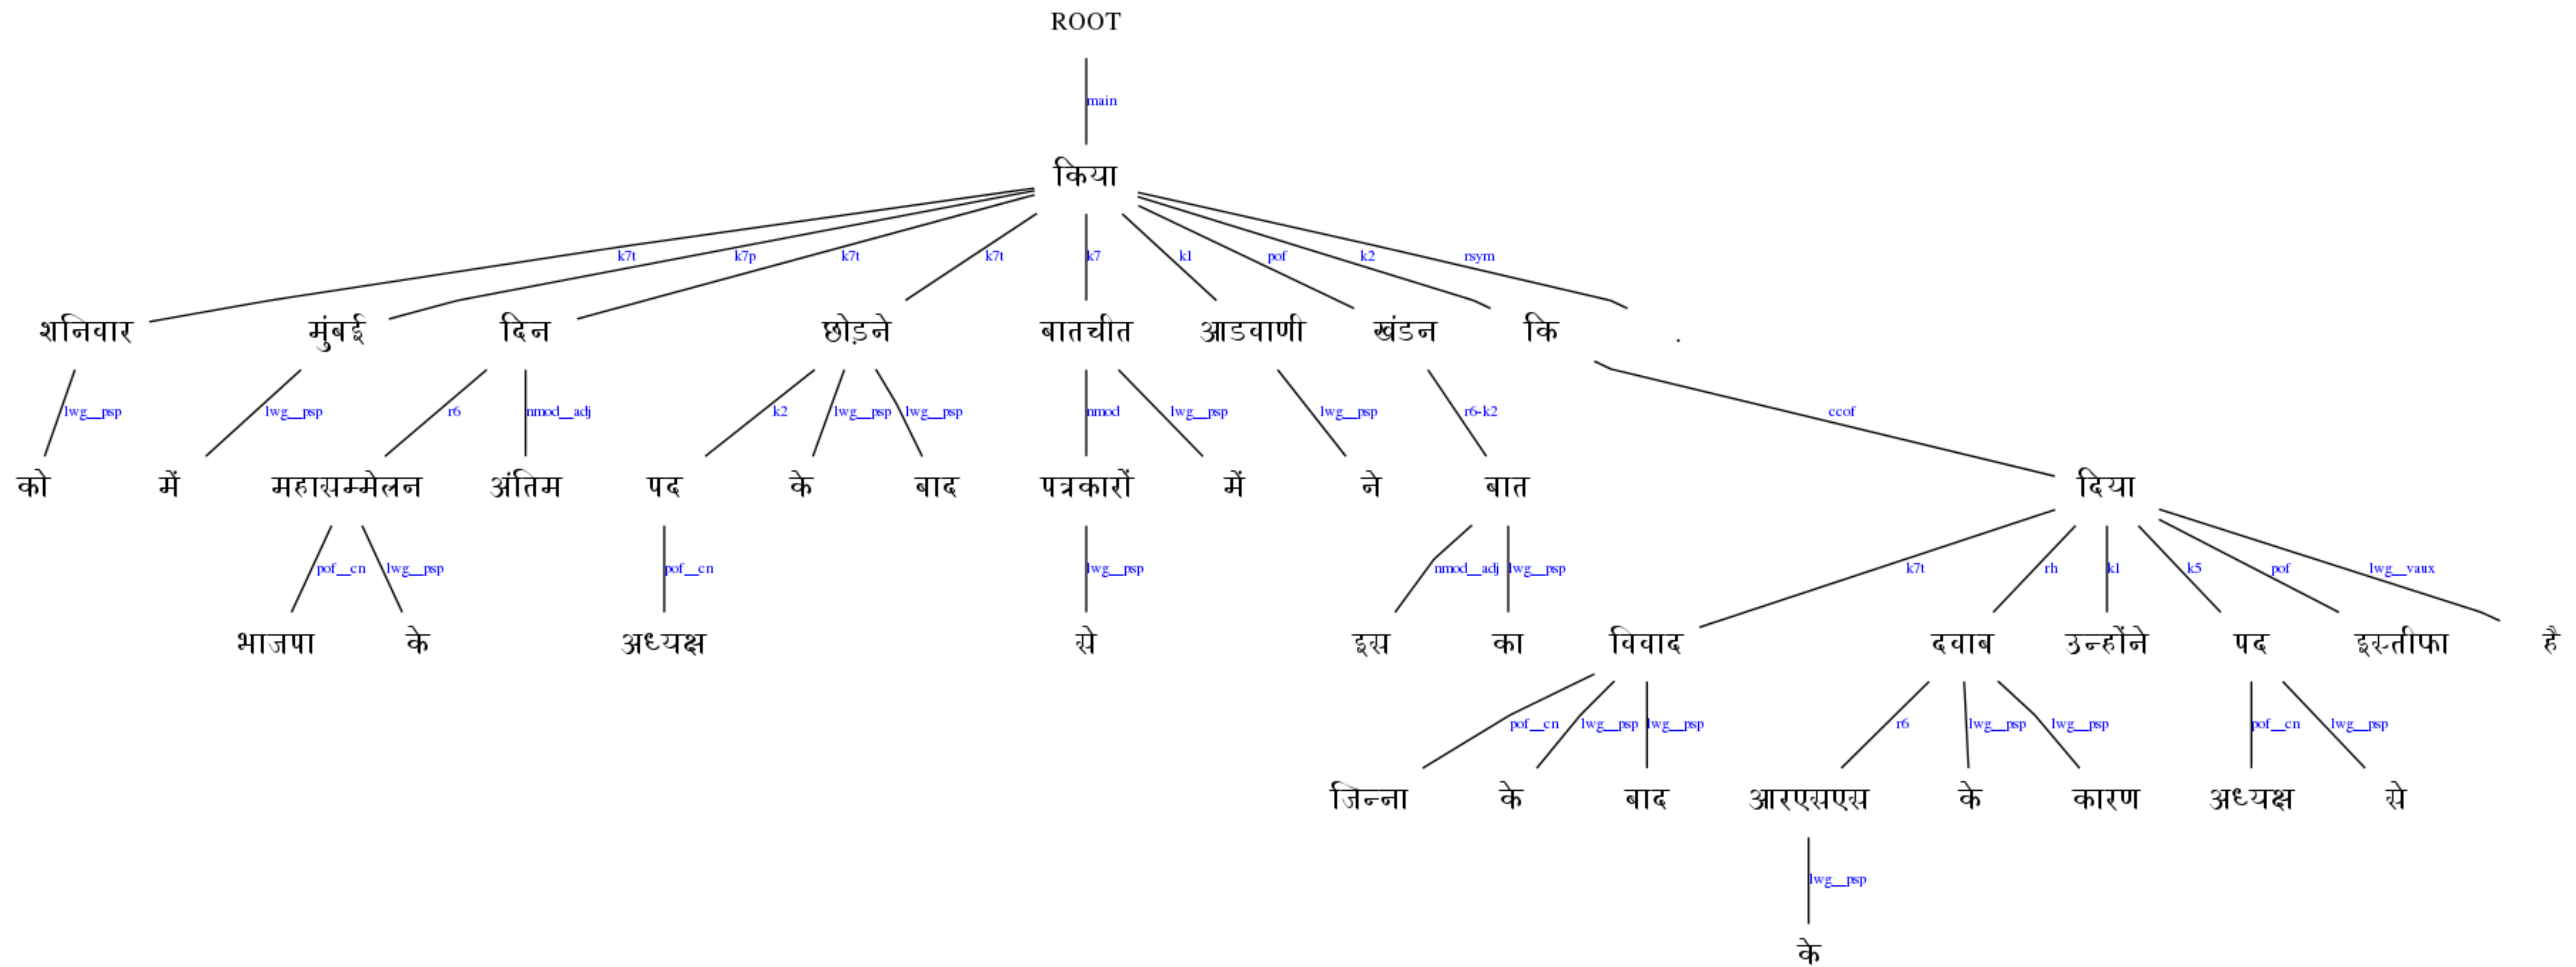 ROOT
main
किया
k7t k7p k7t k7t k7 k1 pof k2 rsym
शनिवार मुंबई दिन छोड़ने बातचीत आडवाणी खंडन कि .
lwg__psp lwg__psp r6 nmod__adj k2 lwg__psp lwg__psp nmod lwg__psp lwg__psp r6-k2 ccof
को में महासम्मेलन अंतिम पद के बाद पत्रकारों में ने बात दिया
pof__cn lwg__psp pof__cn lwg__psp nmod__adj lwg__psp k7t rh k1 k5 pof lwg__vaux
भाजपा के अध्यक्ष से इस का विवाद दवाब उन्होंने पद इस्तीफा है
pof__cn lwg__psp lwg__psp r6 lwg__psp lwg__psp pof__cn lwg__psp
जिन्ना के बाद आरएसएस के कारण अध्यक्ष से
lwg__psp
के